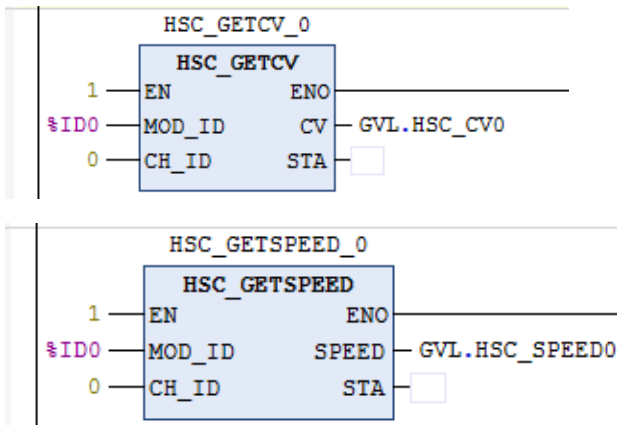 HSC_GETCV_0
HSC_GETCV
1 EN ENO
%ID0 MOD_ID CV GVL.HSC_CV0
0 CH_ID STA
HSC_GETSPEED_0
HSC_GETSPEED
1 EN ENO
%ID0 MOD_ID SPEED GVL.HSC_SPEED0
0 CH_ID STA